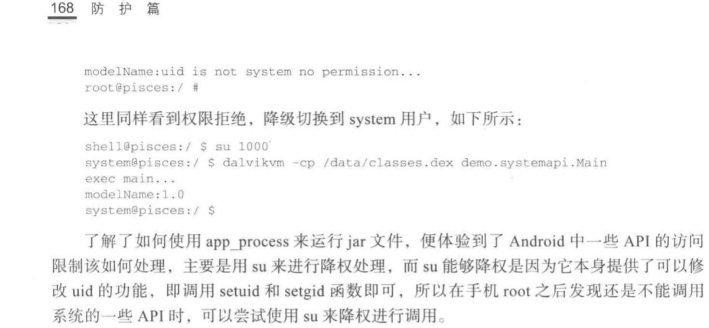 168 防 护 篇
modelName:uid is not system no permission...
root@pisces:/ #
这里同样看到权限拒绝，降级切换到 system 用户，如下所示：
shell@pisces:/ $ su 1000
system@pisces:/ $ dalvikvm -cp /data/classes.dex demo.systemapi.Main
exec main...
modelName:1.0
system@pisces:/ $
了解了如何使用 app_process 来运行 jar 文件，便体验到了 Android 中一些 API 的访问
限制该如何处理，主要是用 su 来进行降权处理，而 su 能够降权是因为它本身提供了可以修
改 uid 的功能，即调用 setuid 和 setgid 函数即可，所以在手机 root 之后发现还是不能调用
系统的一些 API 时，可以尝试使用 su 来降权进行调用。